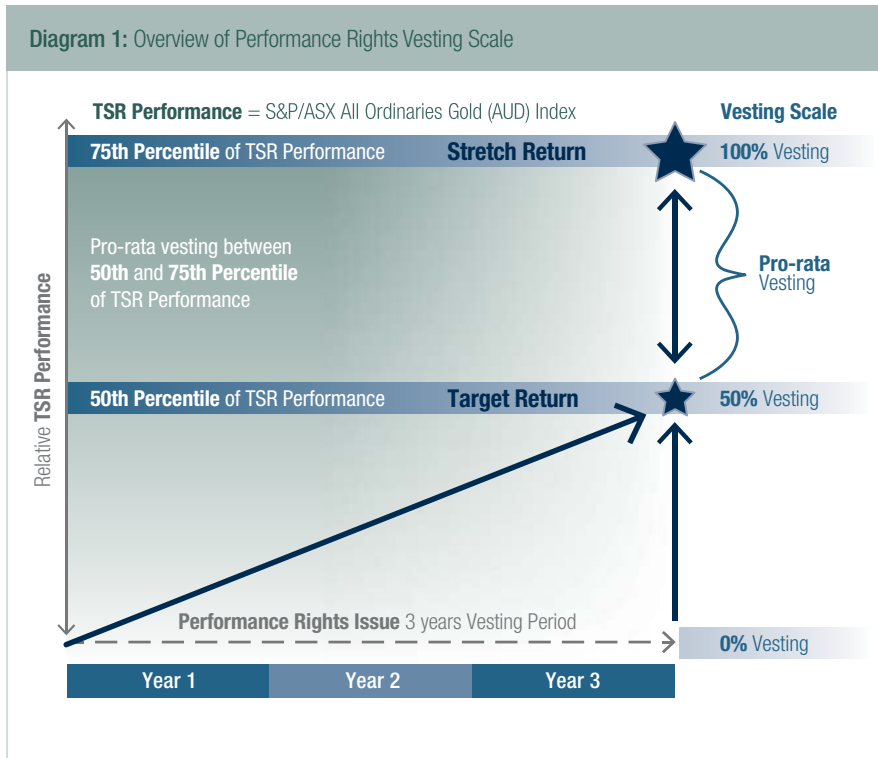 Diagram 1: Overview of Performance Rights Vesting Scale
TSR Performance = S&P/ASX All Ordinaries Gold (AUD) Index
Vesting Scale
75th Percentile of TSR Performance
Stretch Return
100% Vesting
Pro-rata vesting between
50th and 75th Percentile
of TSR Performance
Pro-rata
Vesting
Relative TSR Performance
50th Percentile of TSR Performance
Target Return
50% Vesting
Performance Rights Issue 3 years Vesting Period
0% Vesting
Year 1
Year 2
Year 3